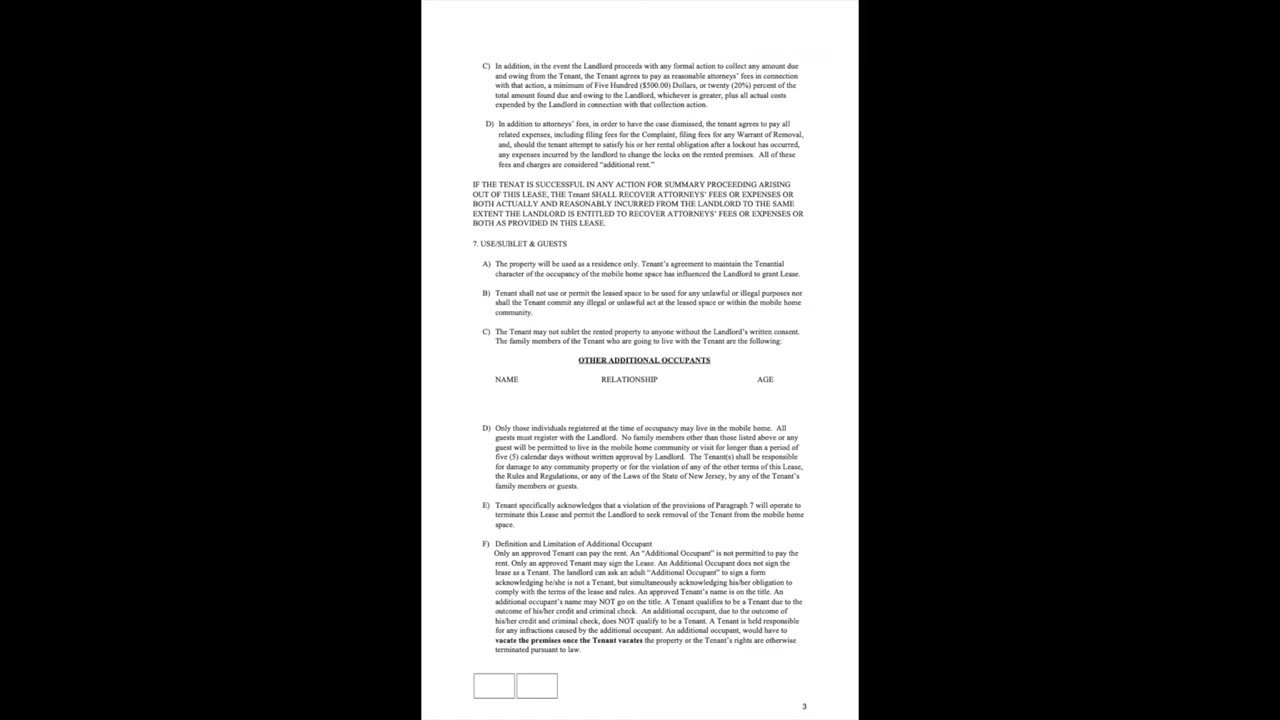 C) In addition, in the event the Landlord proceeds with any formal action to collect any amount due
and owing from the Tenant, the Tenant agrees to pay as reasonable attorneys' fees in connection
with that action, a minimum of Five Hundred ($500.00) Dollars, or twenty (20%) percent of the
total amount found due and owing to the Landlord, whichever is greater, plus all actual costs
expended by the Landlord in connection with that collection action.
D) In addition to attorneys' fees, in order to have the case dismissed, the tenant agrees to pay all
related expenses, including filing fees for the Complaint, filing fees for any Warrant of Removal,
and, should the tenant attempt to satisfy his or her rental obligation after a lockout has occurred,
any expenses incurred by the landlord to change the locks on the rented premises. All of these
fees and charges are considered "additional rent."
IF THE TENAT IS SUCCESSFUL IN ANY ACTION FOR SUMMARY PROCEEDING ARISING
OUT OF THIS LEASE, THE Tenant SHALL RECOVER ATTORNEYS' FEES OR EXPENSES OR
BOTH ACTUALLY AND REASONABLY INCURRED FROM THE LANDLORD TO THE SAME
EXTENT THE LANDLORD IS ENTITLED TO RECOVER ATTORNEYS' FEES OR EXPENSES OR
BOTH AS PROVIDED IN THIS LEASE.
7. USE/SUBLET & GUESTS
A) The property will be used as a residence only. Tenant's agreement to maintain the Tenantial
character of the occupancy of the mobile home space has influenced the Landlord to grant Lease.
B) Tenant shall not use or permit the leased space to be used for any unlawful or illegal purposes nor
shall the Tenant commit any illegal or unlawful act at the leased space or within the mobile home
community.
C) The Tenant may not sublet the rented property to anyone without the Landlord's written consent.
The family members of the Tenant who are going to live with the Tenant are the following:
OTHER ADDITIONAL OCCUPANTS
NAME RELATIONSHIP AGE
D) Only those individuals registered at the time of occupancy may live in the mobile home. All
guests must register with the Landlord. No family members other than those listed above or any
guest will be permitted to live in the mobile home community or visit for longer than a period of
five (5) calendar days without written approval by Landlord. The Tenant(s) shall be responsible
for damage to any community property or for the violation of any of the other terms of this Lease,
the Rules and Regulations, or any of the Laws of the State of New Jersey, by any of the Tenant's
family members or guests.
E) Tenant specifically acknowledges that a violation of the provisions of Paragraph 7 will operate to
terminate this Lease and permit the Landlord to seek removal of the Tenant from the mobile home
space.
F) Definition and Limitation of Additional Occupant
Only an approved Tenant can pay the rent. An "Additional Occupant" is not permitted to pay the
rent. Only an approved Tenant may sign the Lease. An Additional Occupant does not sign the
lease as a Tenant. The landlord can ask an adult "Additional Occupant" to sign a form
acknowledging he/she is not a Tenant, but simultaneously acknowledging his/her obligation to
comply with the terms of the lease and rules. An approved Tenant's name is on the title. An
additional occupant's name may NOT go on the title. A Tenant qualifies to be a Tenant due to the
outcome of his/her credit and criminal check. An additional occupant, due to the outcome of
his/her credit and criminal check, does NOT qualify to be a Tenant. A Tenant is held responsible
for any infractions caused by the additional occupant. An additional occupant, would have to
vacate the premises once the Tenant vacates the property or the Tenant's rights are otherwise
terminated pursuant to law.
3